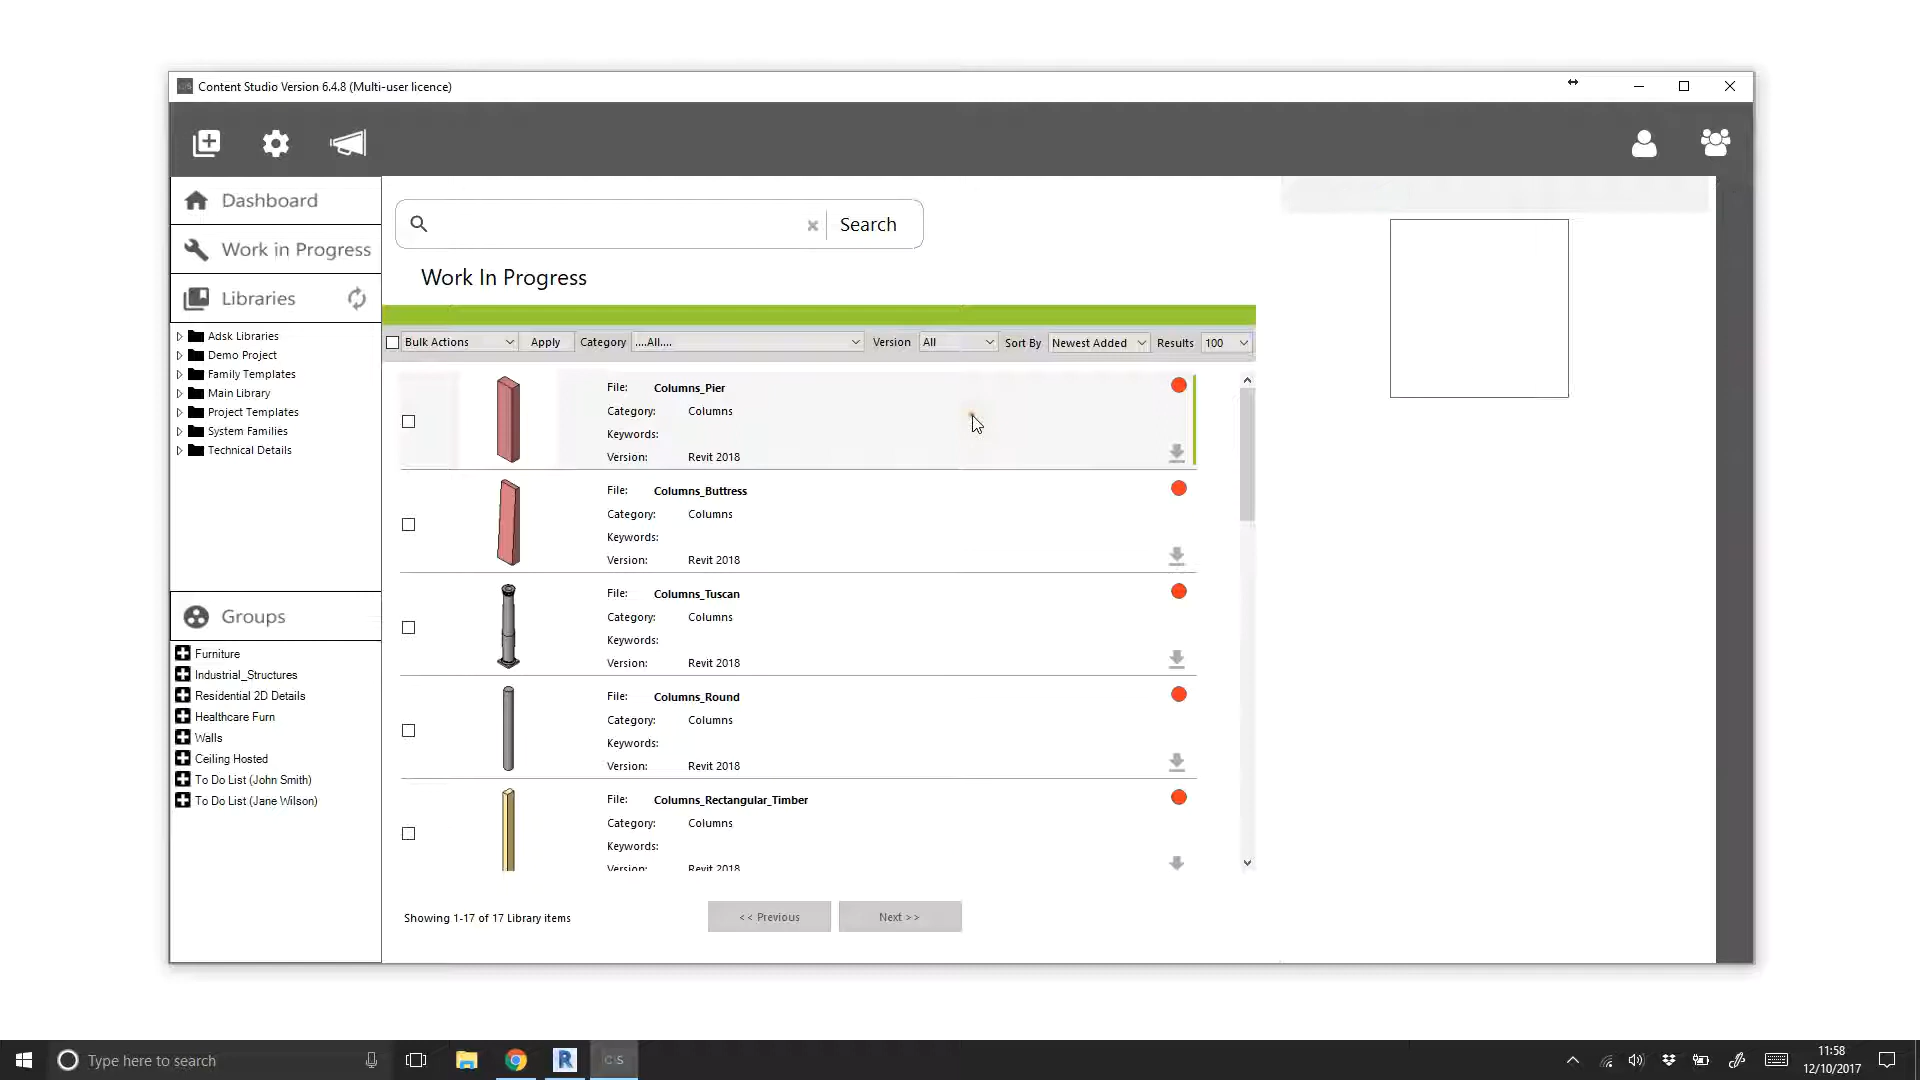 Content Studio Version 6.4.8 (Multi-user licence)
Dashboard
Work in Progress
Libraries
Adsk Libraries
Demo Project
Family Templates
Main Library
Project Templates
System Families
Technical Details
Groups
Furniture
Industrial_Structures
Residential 2D Details
Healthcare Furn
Walls
Ceiling Hosted
To Do List (John Smith)
To Do List (Jane Wilson)
Search
Work In Progress
Bulk Actions Apply Category ....All.... Version All Sort By Newest Added Results 100
File: Columns_Pier
Category: Columns
Keywords:
Version: Revit 2018
File: Columns_Buttress
Category: Columns
Keywords:
Version: Revit 2018
File: Columns_Tuscan
Category: Columns
Keywords:
Version: Revit 2018
File: Columns_Round
Category: Columns
Keywords:
Version: Revit 2018
File: Columns_Rectangular_Timber
Category: Columns
Keywords:
Version: Revit 2018
Showing 1-17 of 17 Library items << Previous Next >>
Type here to search
CS
11:58
12/10/2017